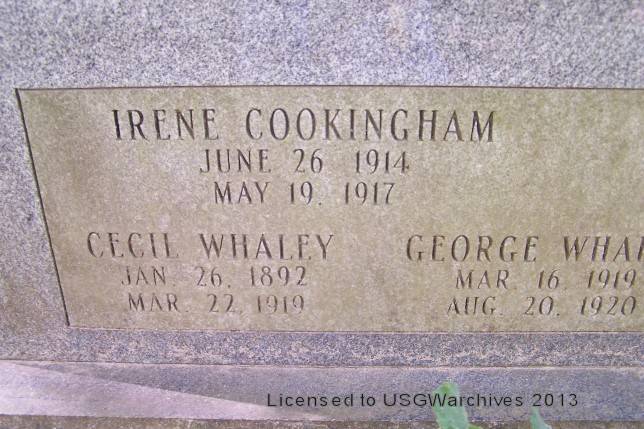 IRENE COOKINGHAM
JUNE 26 1914
MAY 19, 1917
CECIL WHALEY
JAN. 26, 1892
MAR. 22, 1919
GEORGE
MAR 16, 1919
AUG. 20, 1920
Licensed to USGWarchives 2013